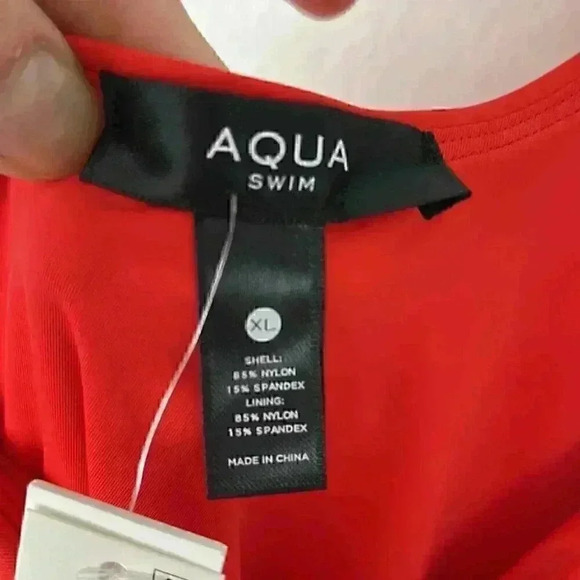 AQUA
SWIM
XL
SHELL:
85% NYLON
15% SPANDEX
LINING:
85% NYLON
15% SPANDEX
MADE IN CHINA